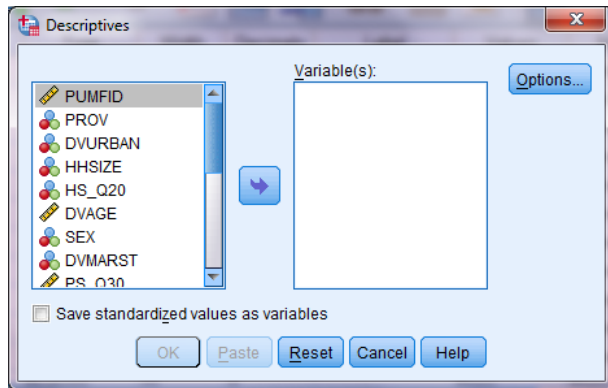 Descriptives
Variable(s):
Options...
PUMFID
PROV
DVURBAN
HHSIZE
HS_Q20
DVAGE
SEX
DVMARST
PS_Q30
Save standardized values as variables
OK Paste Reset Cancel Help